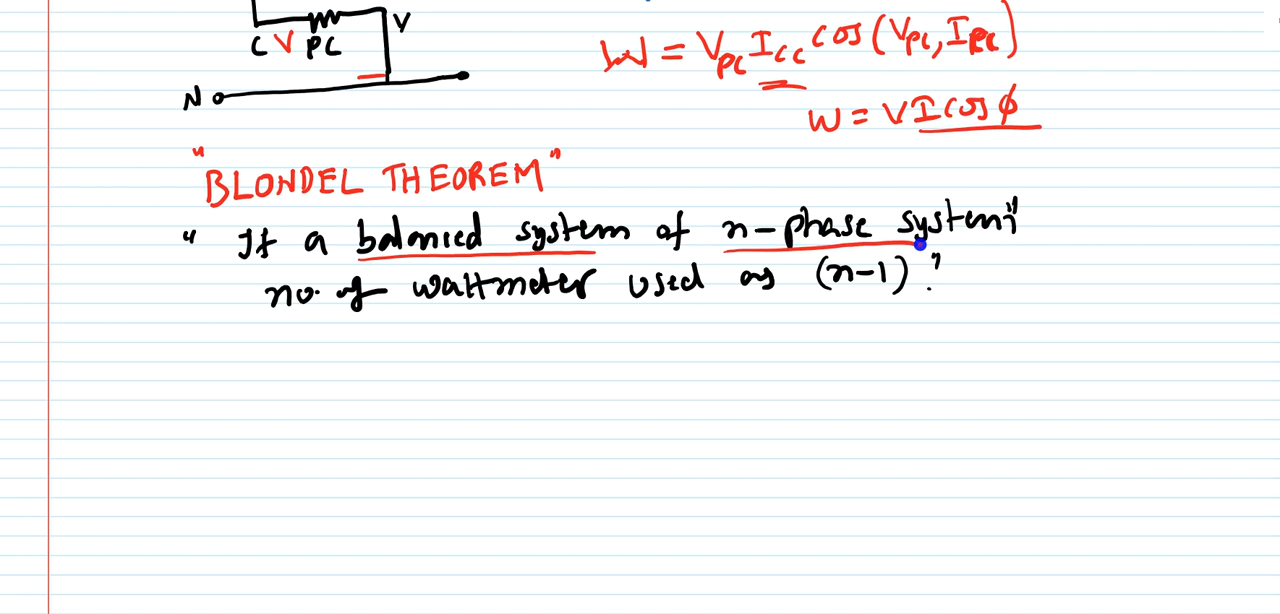 V
C V PC
W = V_PC I_CC cos(V_PC, I_PC)
N
W = VI cos ϕ
"BLONDEL THEOREM"
" If a balanced system of n-phase system"
no. of wattmeter used as (n-1)".